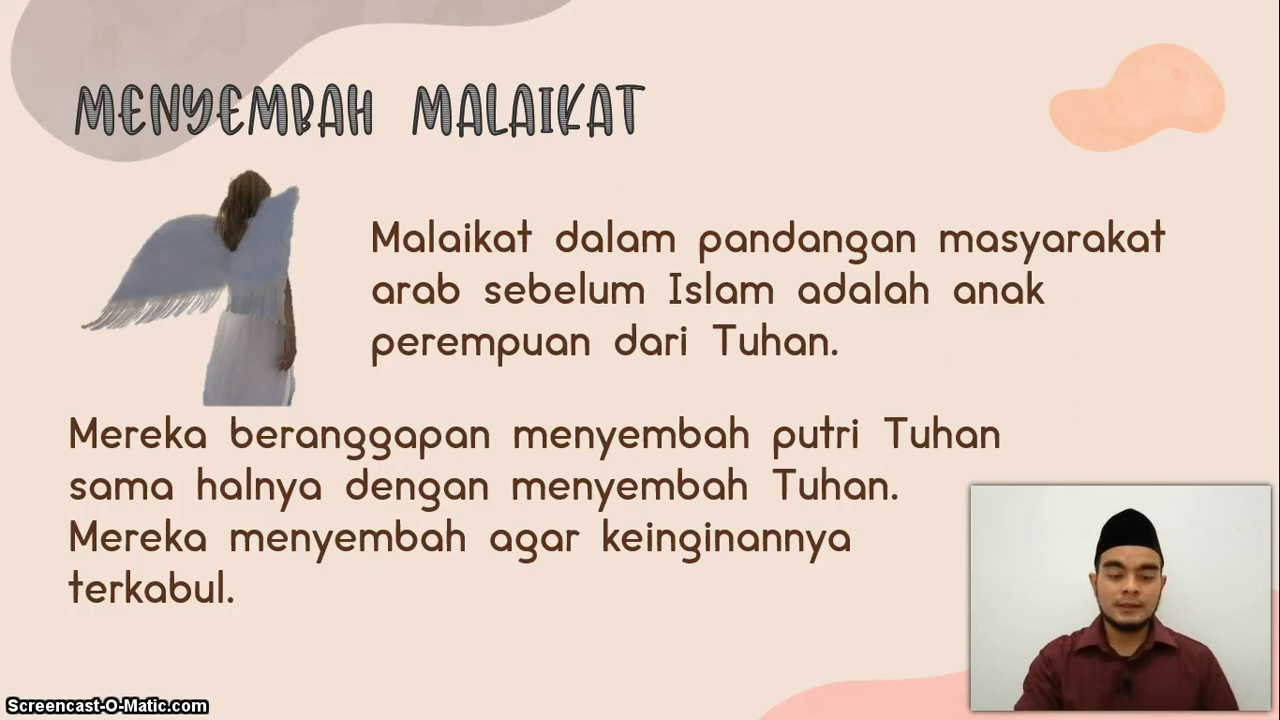 MENYEMBAH MALAIKAT
Malaikat dalam pandangan masyarakat
arab sebelum Islam adalah anak
perempuan dari Tuhan.
Mereka beranggapan menyembah putri Tuhan
sama halnya dengan menyembah Tuhan.
Mereka menyembah agar keinginannya
terkabul.
Screencast-O-Matic.com